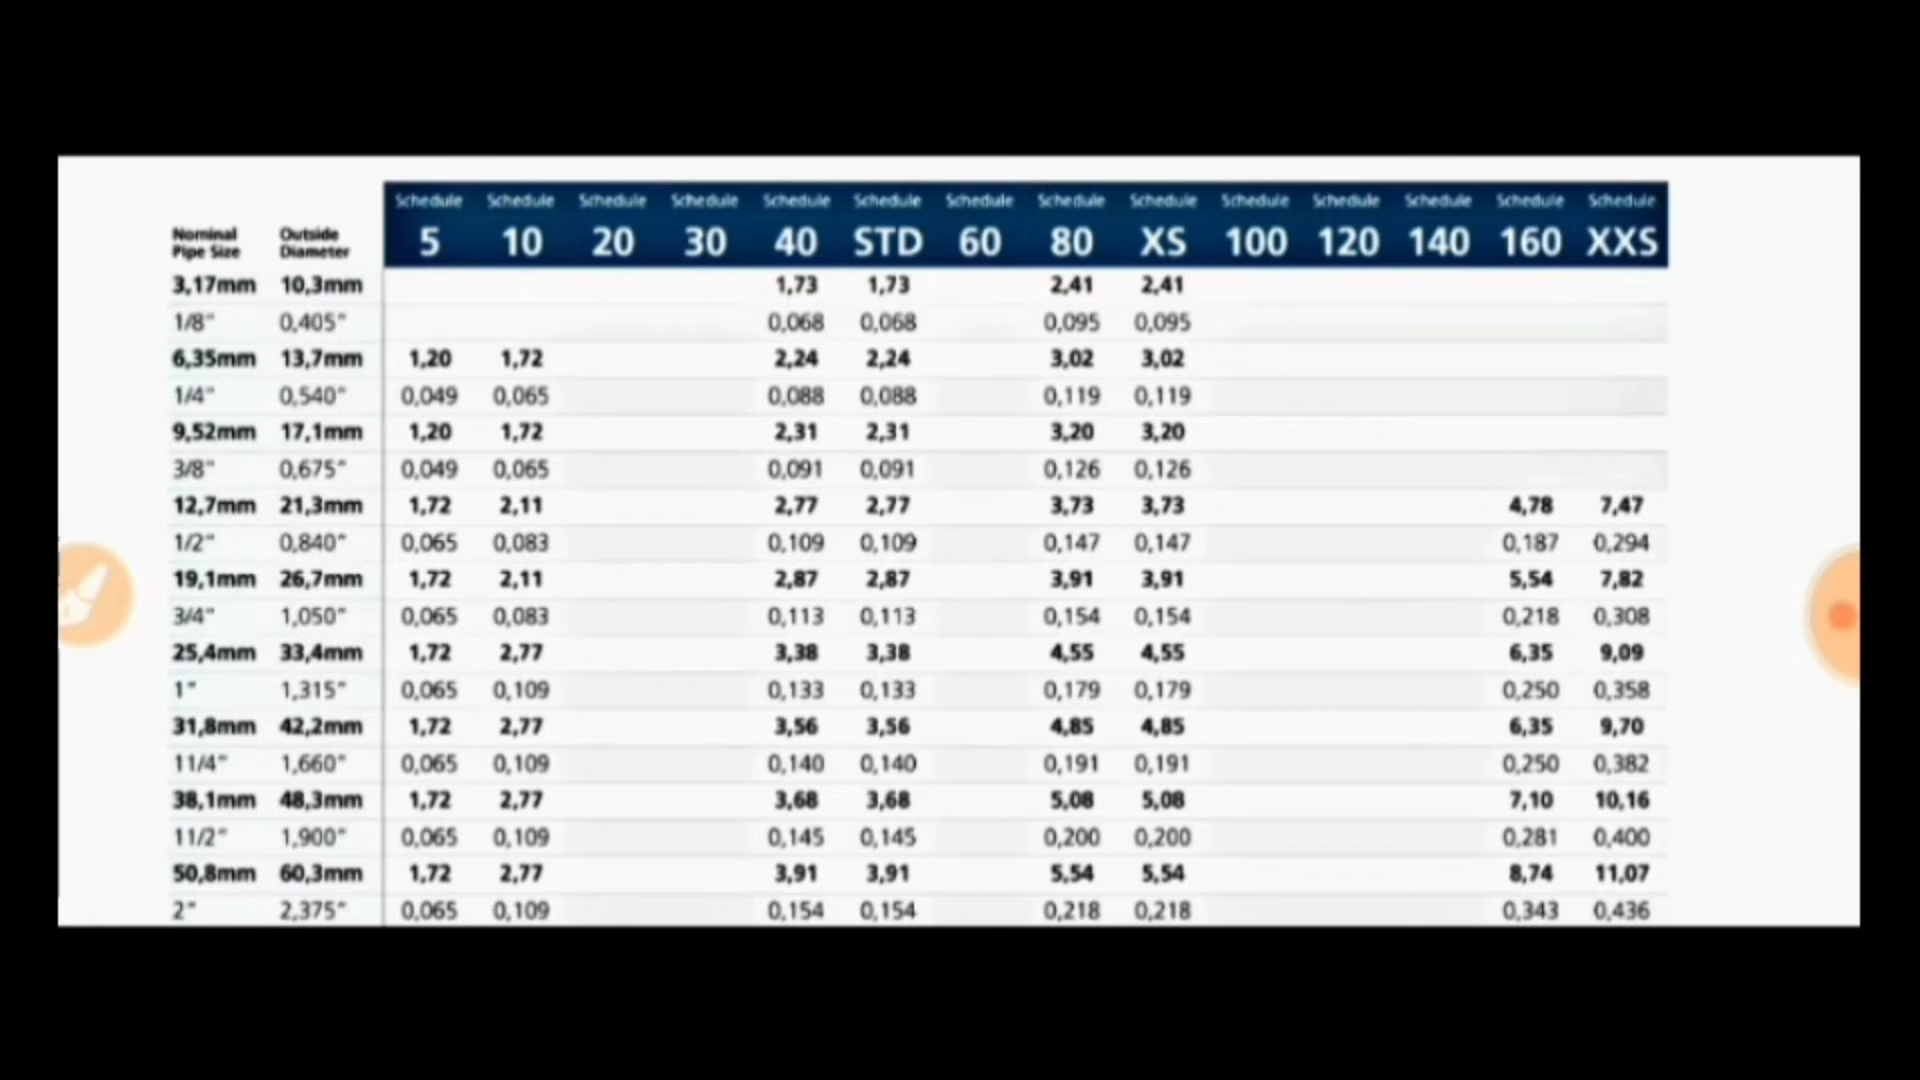 Schedule Schedule Schedule Schedule Schedule Schedule Schedule Schedule Schedule Schedule Schedule Schedule Schedule Schedule
Nominal Pipe Size Outside Diameter 5 10 20 30 40 STD 60 80 XS 100 120 140 160 XXS
3,17mm 10,3mm 1,73 1,73 2,41 2,41
1/8" 0,405" 0,068 0,068 0,095 0,095
6,35mm 13,7mm 1,20 1,72 2,24 2,24 3,02 3,02
1/4" 0,540" 0,049 0,065 0,088 0,088 0,119 0,119
9,52mm 17,1mm 1,20 1,72 2,31 2,31 3,20 3,20
3/8" 0,675" 0,049 0,065 0,091 0,091 0,126 0,126
12,7mm 21,3mm 1,72 2,11 2,77 2,77 3,73 3,73 4,78 7,47
1/2" 0,840" 0,065 0,083 0,109 0,109 0,147 0,147 0,187 0,294
19,1mm 26,7mm 1,72 2,11 2,87 2,87 3,91 3,91 5,54 7,82
3/4" 1,050" 0,065 0,083 0,113 0,113 0,154 0,154 0,218 0,308
25,4mm 33,4mm 1,72 2,77 3,38 3,38 4,55 4,55 6,35 9,09
1" 1,315" 0,065 0,109 0,133 0,133 0,179 0,179 0,250 0,358
31,8mm 42,2mm 1,72 2,77 3,56 3,56 4,85 4,85 6,35 9,70
11/4" 1,660" 0,065 0,109 0,140 0,140 0,191 0,191 0,250 0,382
38,1mm 48,3mm 1,72 2,77 3,68 3,68 5,08 5,08 7,10 10,16
11/2" 1,900" 0,065 0,109 0,145 0,145 0,200 0,200 0,281 0,400
50,8mm 60,3mm 1,72 2,77 3,91 3,91 5,54 5,54 8,74 11,07
2" 2,375" 0,065 0,109 0,154 0,154 0,218 0,218 0,343 0,436